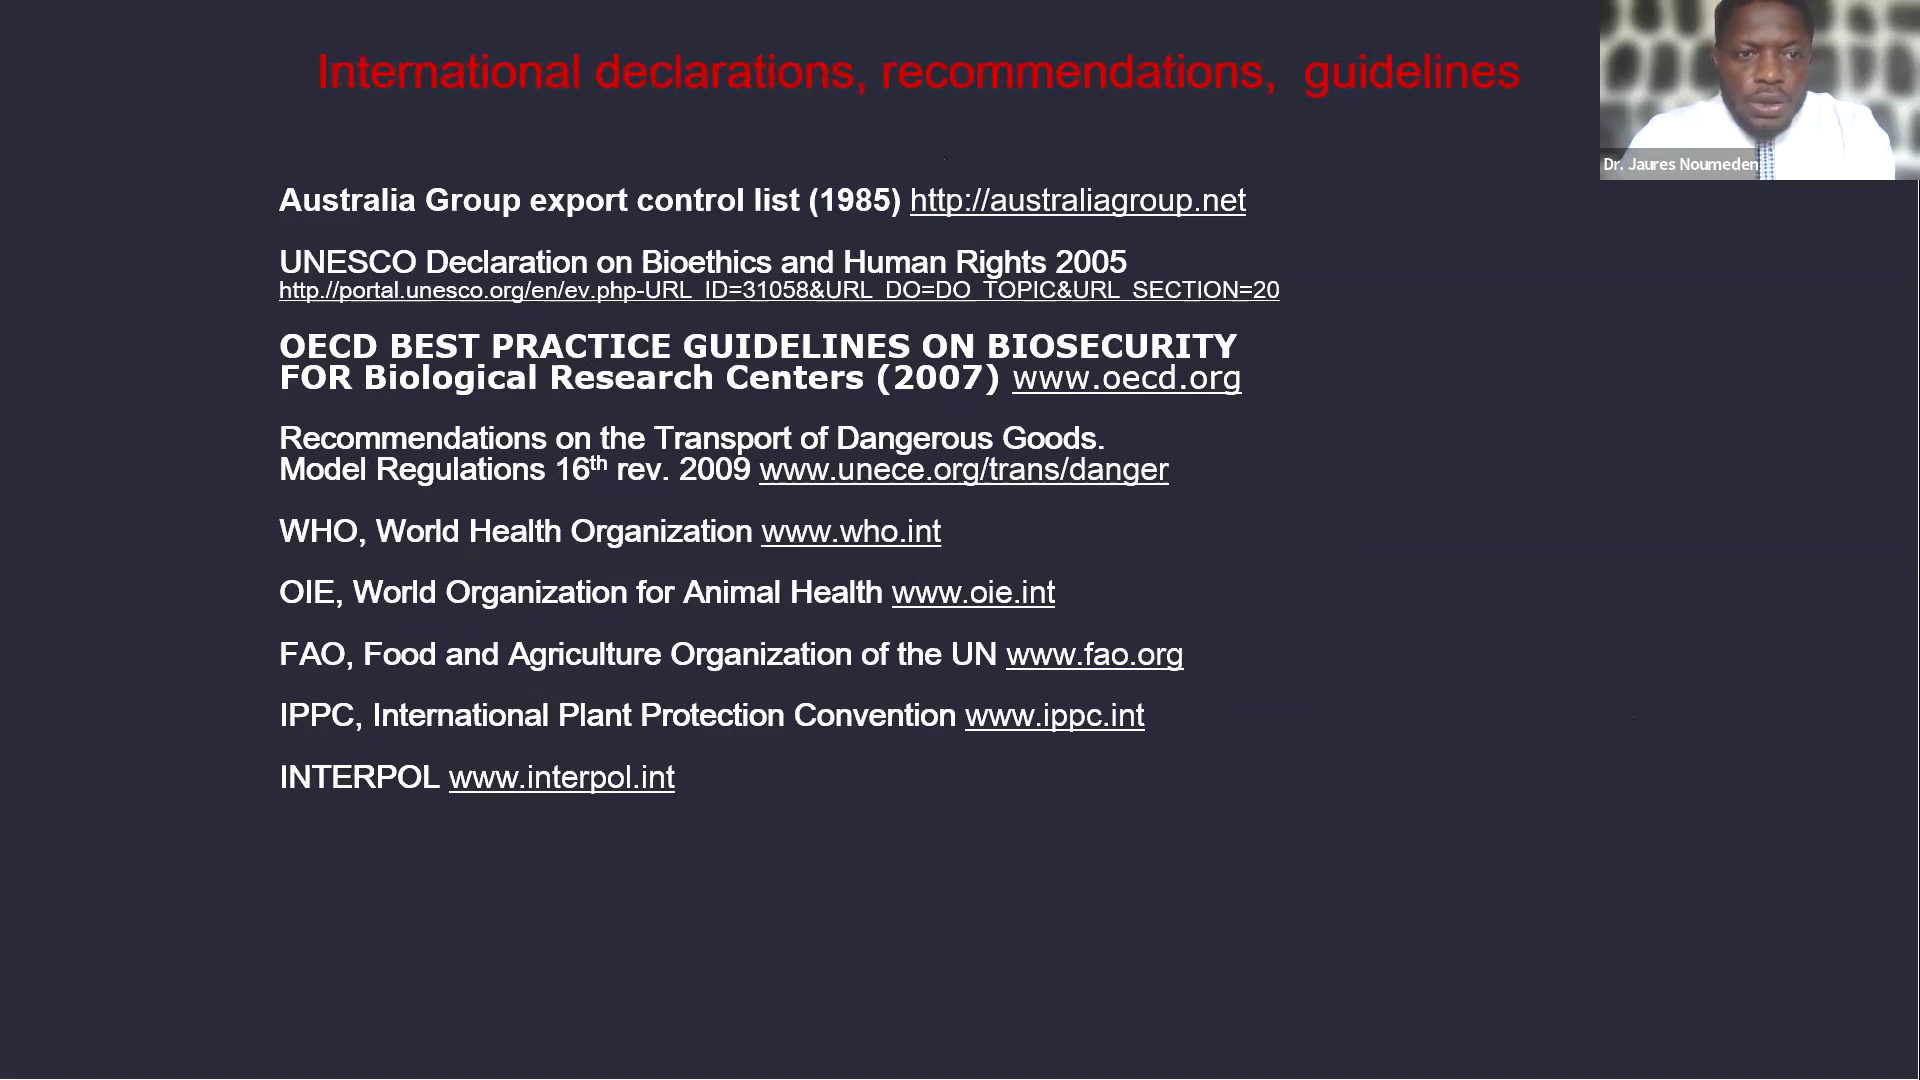 International declarations, recommendations, guidelines
Dr. Jaures Noumeden
Australia Group export control list (1985) http://australiagroup.net
UNESCO Declaration on Bioethics and Human Rights 2005
http://portal.unesco.org/en/ev.php-URL_ID=31058&URL_DO=DO_TOPIC&URL_SECTION=20
OECD BEST PRACTICE GUIDELINES ON BIOSECURITY
FOR Biological Research Centers (2007) www.oecd.org
Recommendations on the Transport of Dangerous Goods.
Model Regulations 16th rev. 2009 www.unece.org/trans/danger
WHO, World Health Organization www.who.int
OIE, World Organization for Animal Health www.oie.int
FAO, Food and Agriculture Organization of the UN www.fao.org
IPPC, International Plant Protection Convention www.ippc.int
INTERPOL www.interpol.int